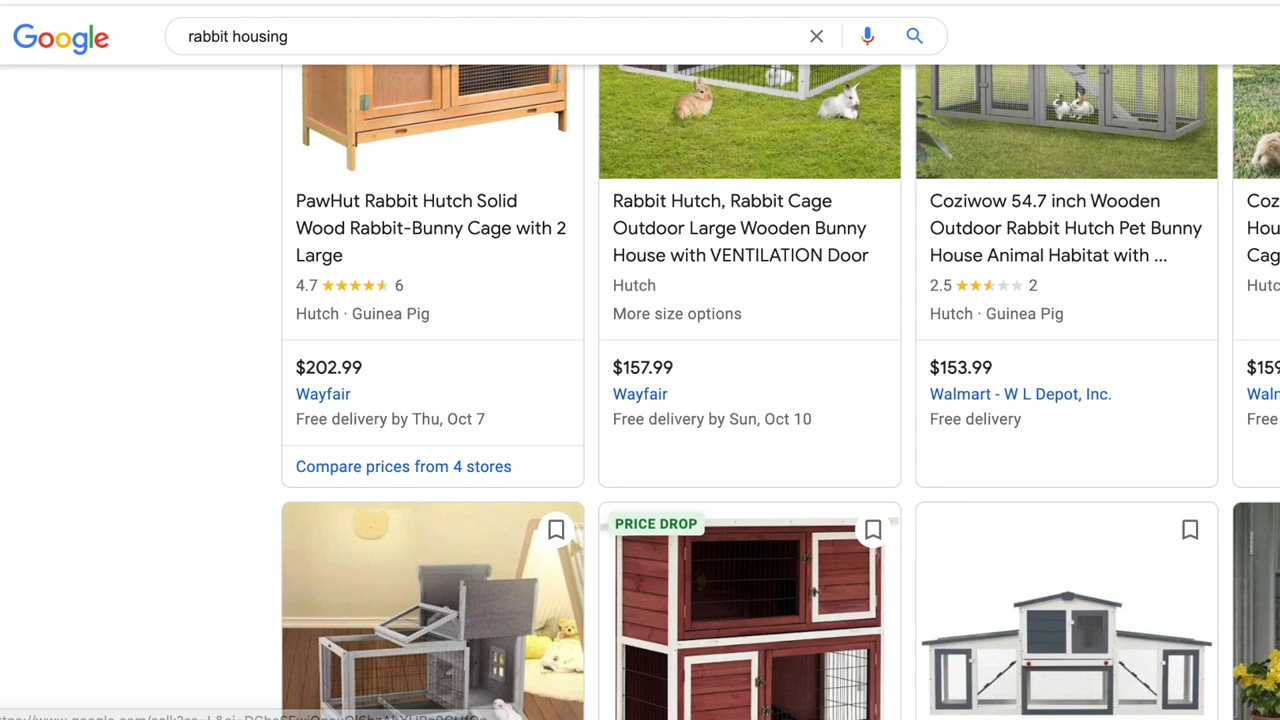 Google
rabbit housing
PawHut Rabbit Hutch Solid
Wood Rabbit-Bunny Cage with 2
Large
4.7 6
Hutch · Guinea Pig
$202.99
Wayfair
Free delivery by Thu, Oct 7
Compare prices from 4 stores
Rabbit Hutch, Rabbit Cage
Outdoor Large Wooden Bunny
House with VENTILATION Door
Hutch
More size options
$157.99
Wayfair
Free delivery by Sun, Oct 10
Coziwow 54.7 inch Wooden
Outdoor Rabbit Hutch Pet Bunny
House Animal Habitat with ...
2.5 2
Hutch · Guinea Pig
$153.99
Walmart - W L Depot, Inc.
Free delivery
$159
Free
PRICE DROP